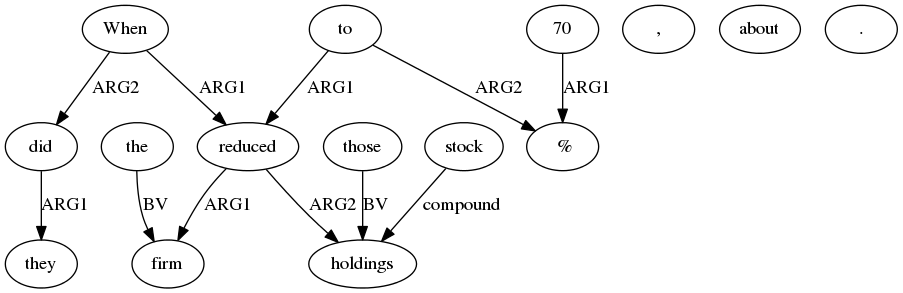 When to 70 , about .
ARG2 ARG1 ARG1 ARG2 ARG1
did the reduced those stock %
ARG1 BV ARG1 ARG2 BV compound
they firm holdings